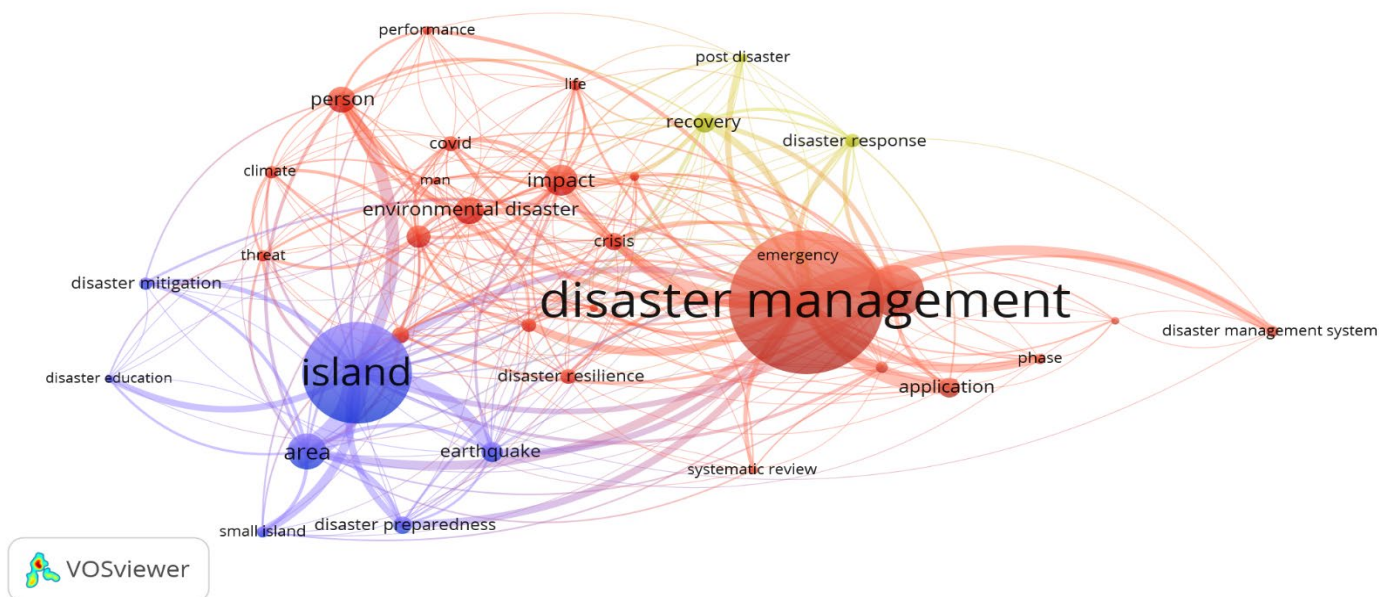 performance
post disaster
life
person
recovery
disaster response
covid
climate
man
impact
environmental disaster
crisis
threat
emergency
disaster mitigation
disaster management
disaster management system
phase
island
disaster education
disaster resilience
application
area
earthquake
systematic review
small island
disaster preparedness
VOSviewer